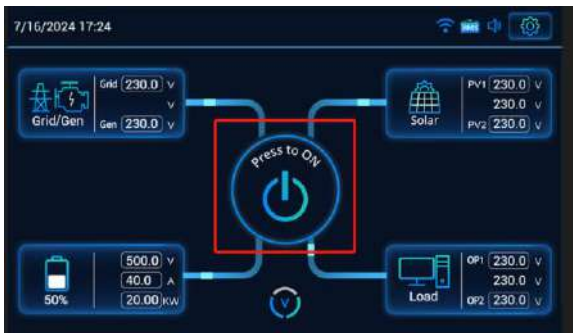 7/16/2024 17:24
Grid 230.0 V
V
Gen 230.0 V
Grid/Gen
PV1 230.0 V
230.0 V
PV2 230.0 V
Solar
Press to ON
500.0 V
40.0 A
20.00 KW
50%
V
OP1 230.0 V
230.0 V
OP2 230.0 V
Load